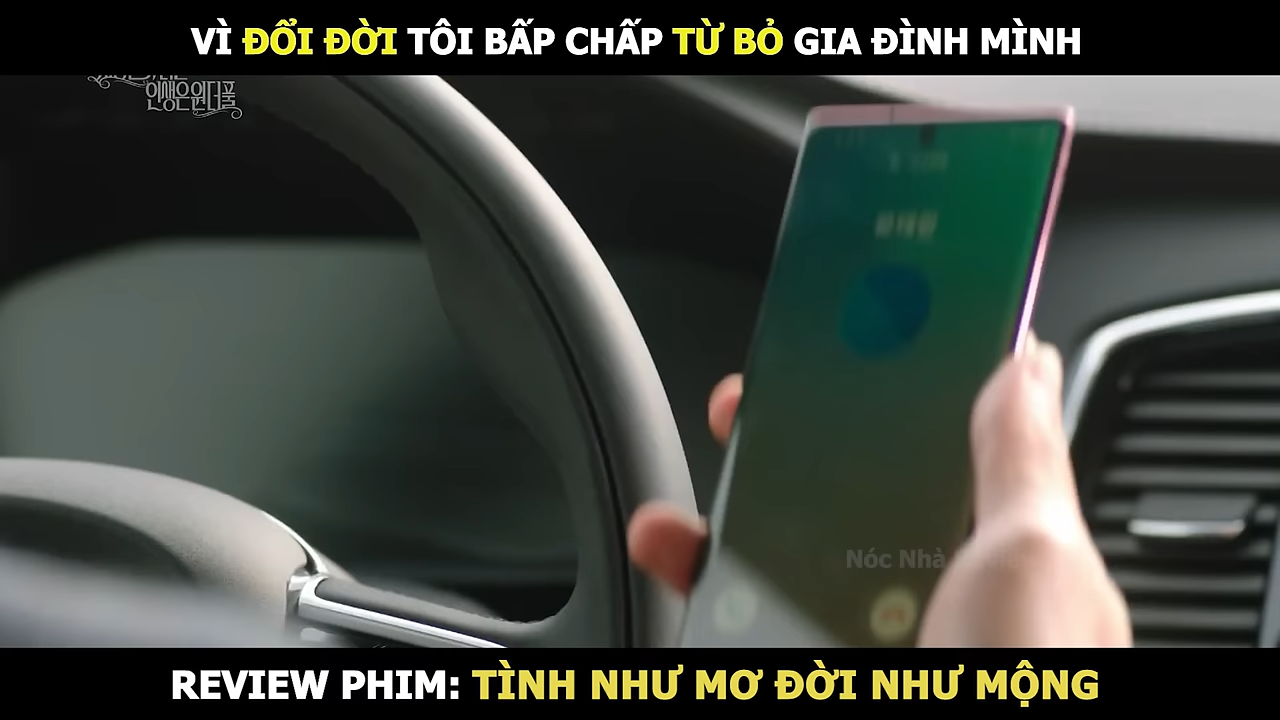 VÌ ĐỔI ĐỜI TÔI BẤP CHẤP TỪ BỎ GIA ĐÌNH MÌNH
인생은 원더풀
Nóc Nhà
REVIEW PHIM: TÌNH NHƯ MƠ ĐỜI NHƯ MỘNG